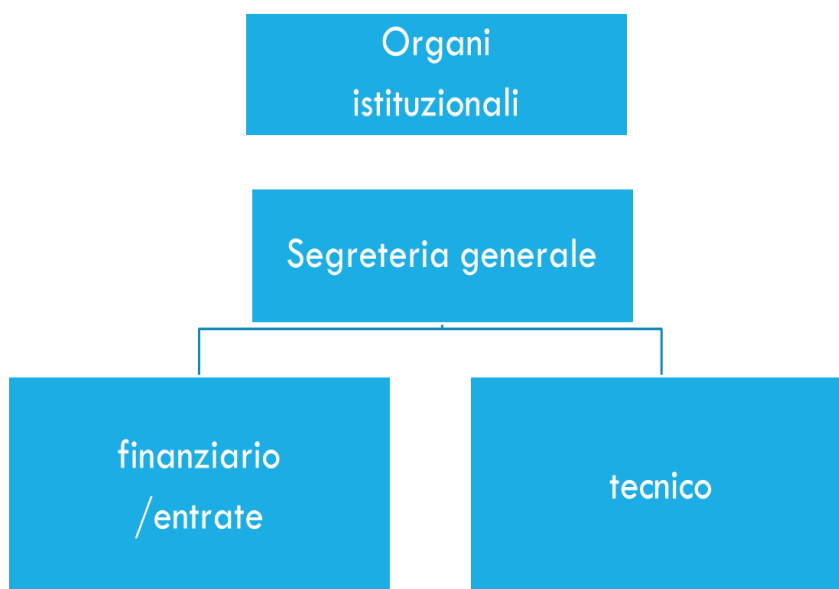 Organi
istituzionali
Segreteria generale
finanziario
/entrate
tecnico